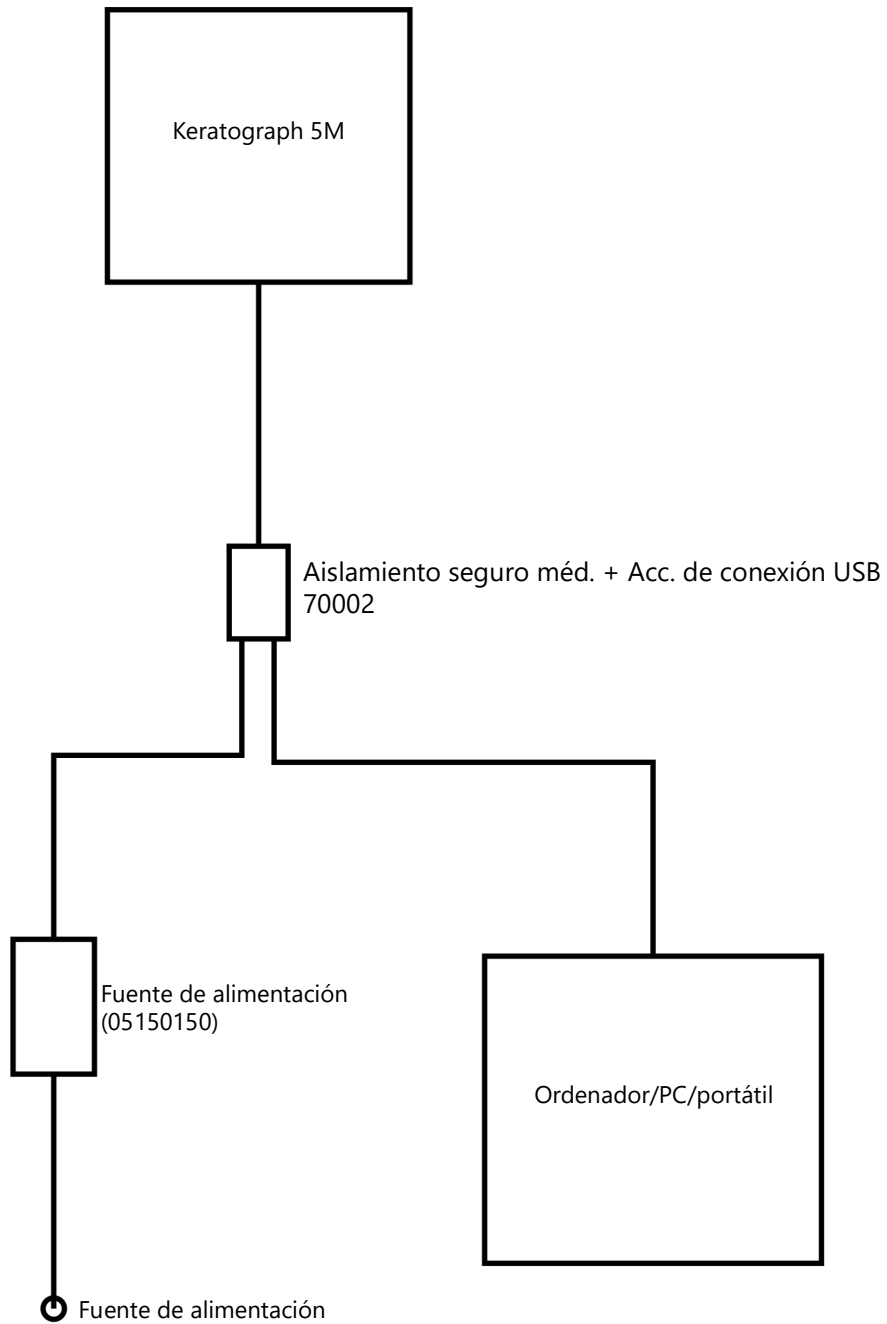 Keratograph 5M
Aislamiento seguro méd. + Acc. de conexión USB
70002
Fuente de alimentación
(05150150)
Ordenador/PC/portátil
Fuente de alimentación